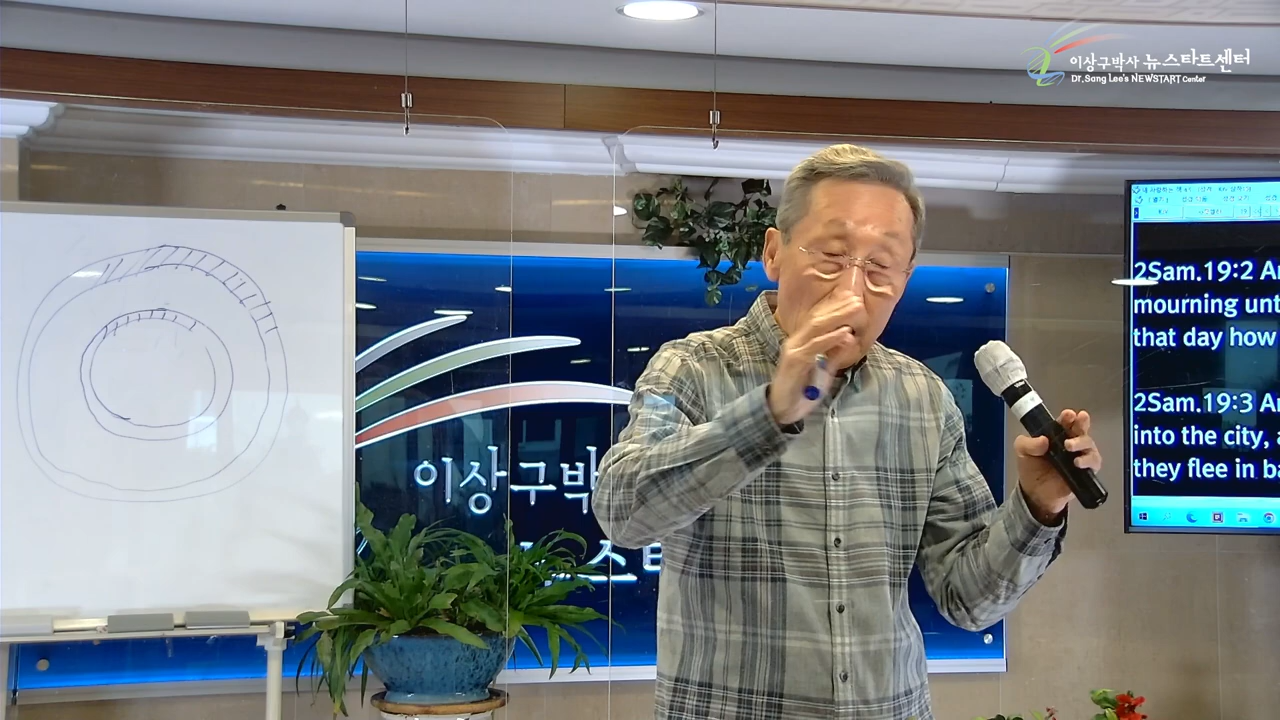 이상구박사 뉴스타트센터
Dr.Sang Lee's NEWSTART Center
이상구박
스타
2Sam.19:2 A
mourning unt
that day how
2Sam.19:3 A
into the city,
they flee in ba